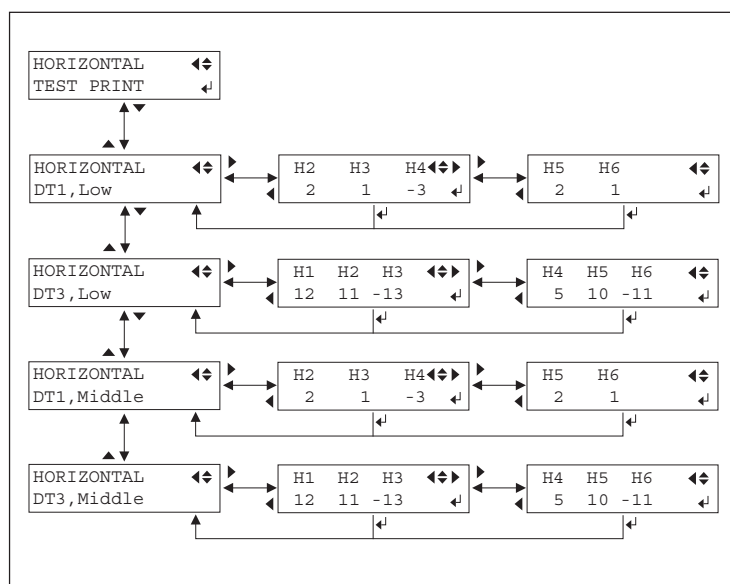 HORIZONTAL ◀◆
TEST PRINT ↵
HORIZONTAL ◀◆
DT1,Low
H2 H3 H4◀◆▶
2 1 -3 ↵
H5 H6 ◀◆
2 1 ↵
HORIZONTAL ◀◆
DT3,Low
H1 H2 H3 ◀◆▶
12 11 -13 ↵
H4 H5 H6 ◀◆
5 10 -11 ↵
HORIZONTAL ◀◆
DT1,Middle
H2 H3 H4◀◆▶
2 1 -3 ↵
H5 H6 ◀◆
2 1 ↵
HORIZONTAL ◀◆
DT3,Middle
H1 H2 H3 ◀◆▶
12 11 -13 ↵
H4 H5 H6 ◀◆
5 10 -11 ↵